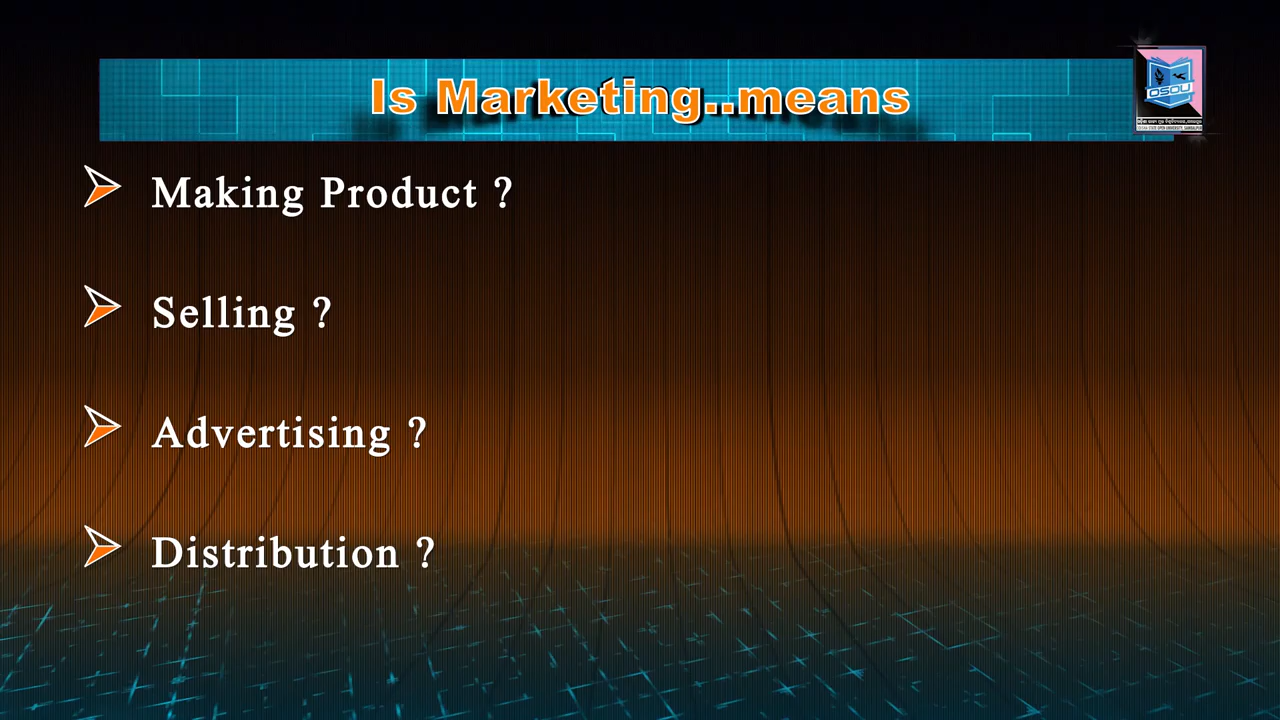 Is Marketing..means
OSOU
Making Product ?
Selling ?
Advertising ?
Distribution ?